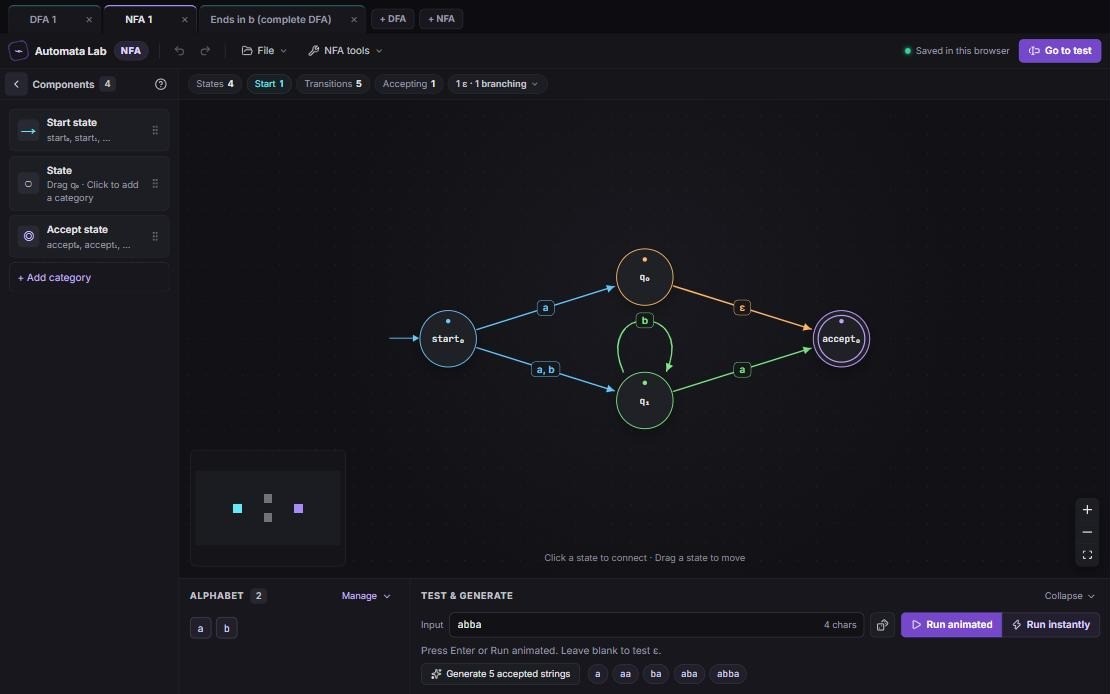 DFA 1 × NFA 1 × Ends in b (complete DFA) × + DFA + NFA
Automata Lab NFA File NFA tools Saved in this browser Go to test
Components 4
States 4 Start 1 Transitions 5 Accepting 1 1 ε · 1 branching
Start state
start₀, start₁, ...
State
Drag q₀ · Click to add
a category
Accept state
accept₀, accept₁, ...
+ Add category
q₀
a
ε
b
start₀
accept₀
a, b
a
q₁
Click a state to connect · Drag a state to move
ALPHABET 2 Manage
a b
TEST & GENERATE Collapse
Input abba 4 chars Run animated Run instantly
Press Enter or Run animated. Leave blank to test ε.
Generate 5 accepted strings a aa ba aba abba